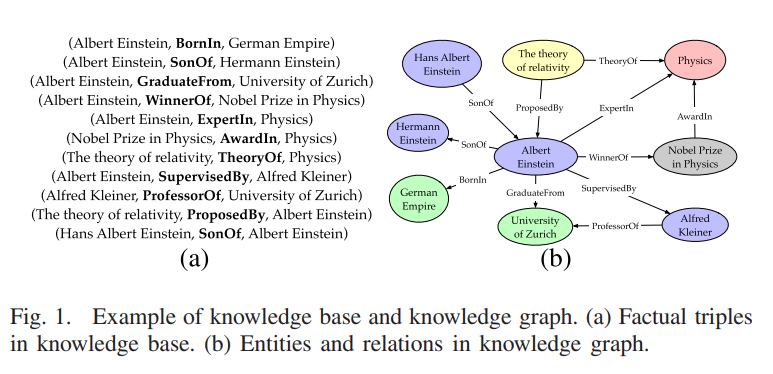 (Albert Einstein, BornIn, German Empire)
(Albert Einstein, SonOf, Hermann Einstein)
(Albert Einstein, GraduateFrom, University of Zurich)
(Albert Einstein, WinnerOf, Nobel Prize in Physics)
(Albert Einstein, ExpertIn, Physics)
(Nobel Prize in Physics, AwardIn, Physics)
(The theory of relativity, TheoryOf, Physics)
(Albert Einstein, SupervisedBy, Alfred Kleiner)
(Alfred Kleiner, ProfessorOf, University of Zurich)
(The theory of relativity, ProposedBy, Albert Einstein)
(Hans Albert Einstein, SonOf, Albert Einstein)
(a)
Hans Albert
Einstein
The theory
of relativity
TheoryOf
Physics
SonOf
ProposedBy
ExpertIn
AwardIn
Hermann
Einstein
SonOf
Albert
Einstein
WinnerOf
Nobel Prize
in Physics
BornIn
GraduateFrom
SupervisedBy
German
Empire
University
of Zurich
ProfessorOf
Alfred
Kleiner
(b)
Fig. 1. Example of knowledge base and knowledge graph. (a) Factual triples
in knowledge base. (b) Entities and relations in knowledge graph.